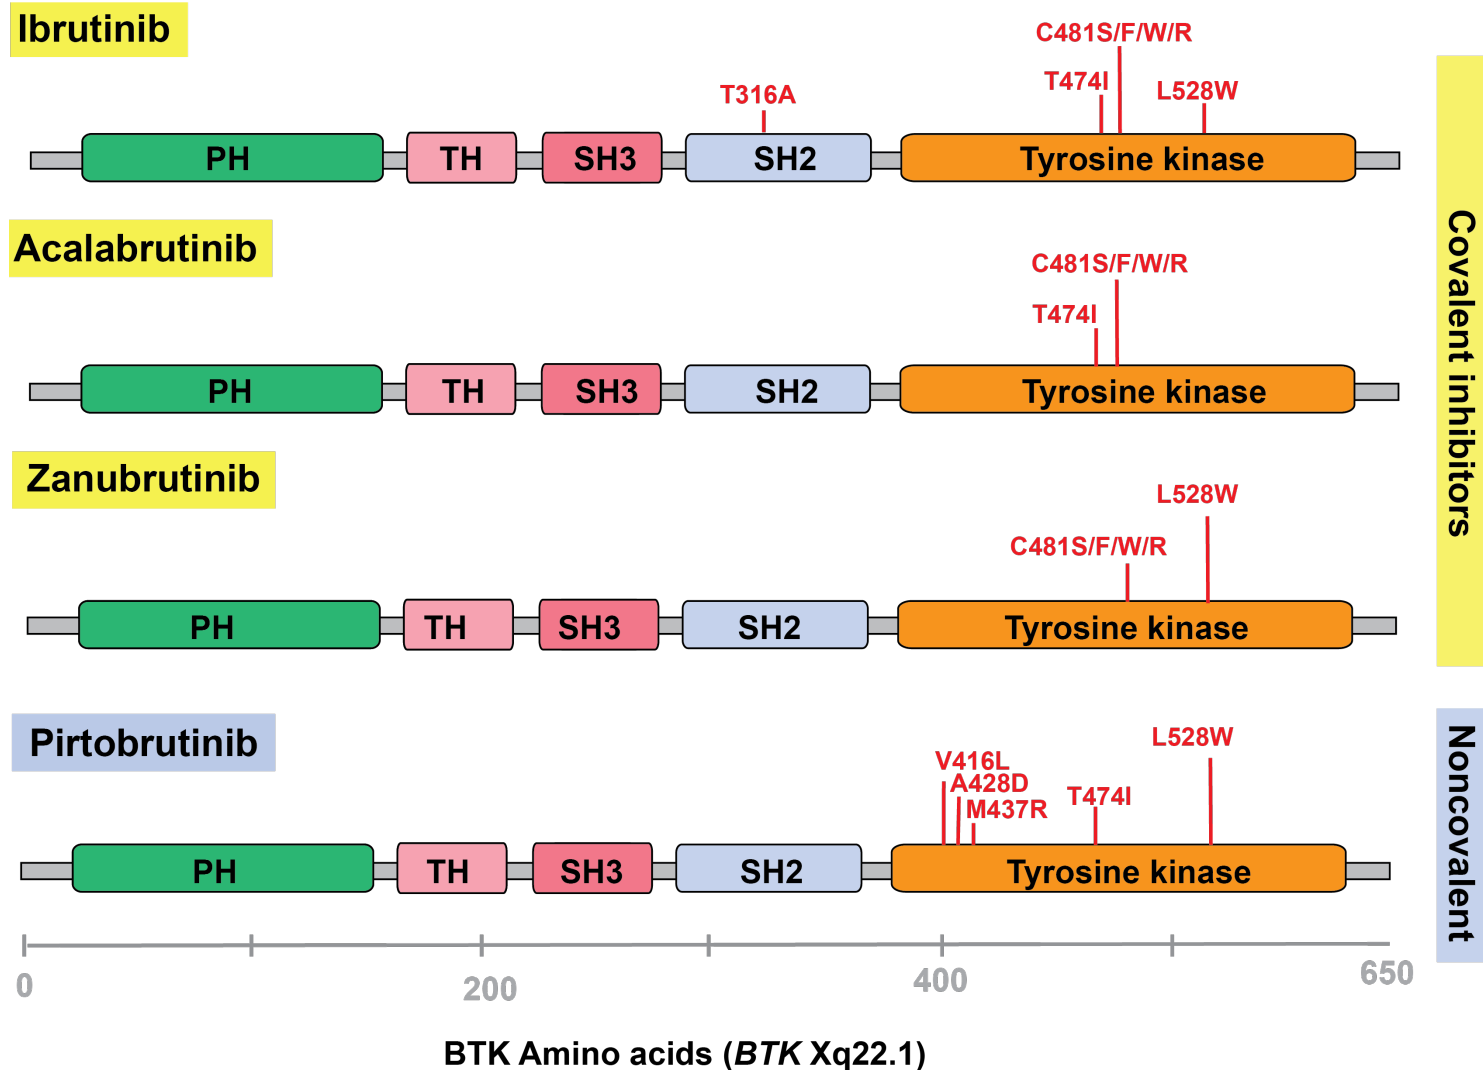 Ibrutinib
C481S/F/W/R
T474I
L528W
T316A
PH
TH
SH3
SH2
Tyrosine kinase
Acalabrutinib
C481S/F/W/R
T474I
PH
TH
SH3
SH2
Tyrosine kinase
Zanubrutinib
L528W
C481S/F/W/R
PH
TH
SH3
SH2
Tyrosine kinase
Covalent inhibitors
Pirtobrutinib
L528W
V416L
A428D
M437R
T474I
PH
TH
SH3
SH2
Tyrosine kinase
Noncovalent
0
200
400
650
BTK Amino acids (BTK Xq22.1)